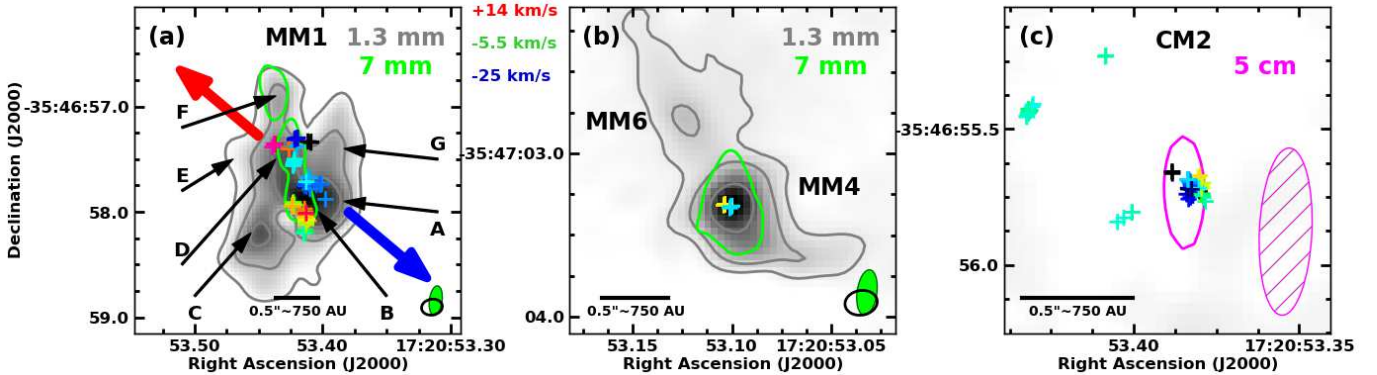 (a)
MM1
1.3 mm
7 mm
F
G
E
A
D
C
B
0.5"~750 AU
-35:46:57.0
58.0
59.0
53.50
53.40
17:20:53.30
Declination (J2000)
Right Ascension (J2000)
+14 km/s
-5.5 km/s
-25 km/s
(b)
1.3 mm
7 mm
MM6
MM4
0.5"~750 AU
-35:47:03.0
04.0
53.15
53.10
17:20:53.05
Right Ascension (J2000)
(c)
CM2
5 cm
0.5"~750 AU
-35:46:55.5
56.0
53.40
17:20:53.35
Right Ascension (J2000)